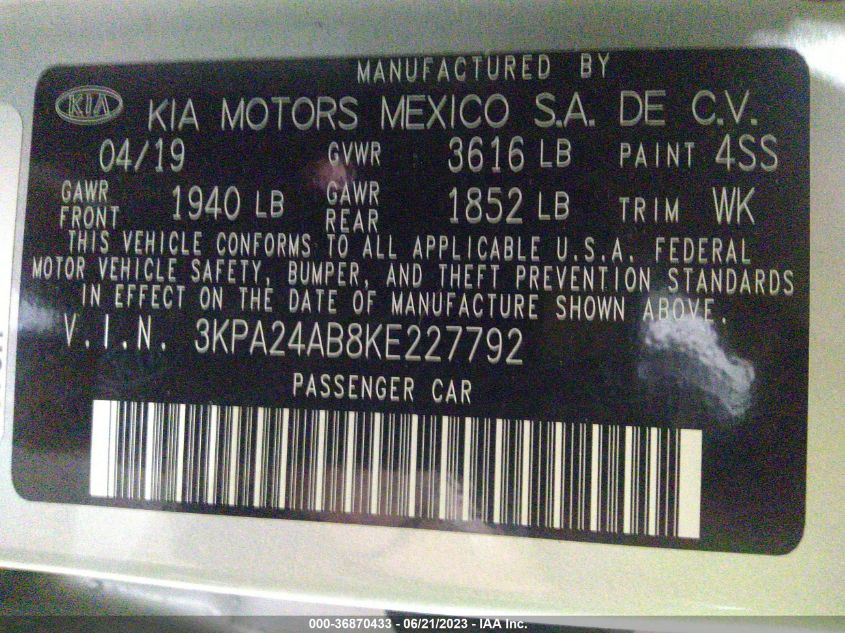 MANUFACTURED BY
KIA KIA MOTORS MEXICO S.A. DE C.V.
04/19 GVWR 3616 LB PAINT 4SS
GAWR FRONT 1940 LB GAWR REAR 1852 LB TRIM WK
THIS VEHICLE CONFORMS TO ALL APPLICABLE U.S.A. FEDERAL
MOTOR VEHICLE SAFETY, BUMPER, AND THEFT PREVENTION STANDARDS
IN EFFECT ON THE DATE OF MANUFACTURE SHOWN ABOVE.
V.I.N. 3KPA24AB8KE227792
PASSENGER CAR
000-36870433 - 06/21/2023 - IAA Inc.